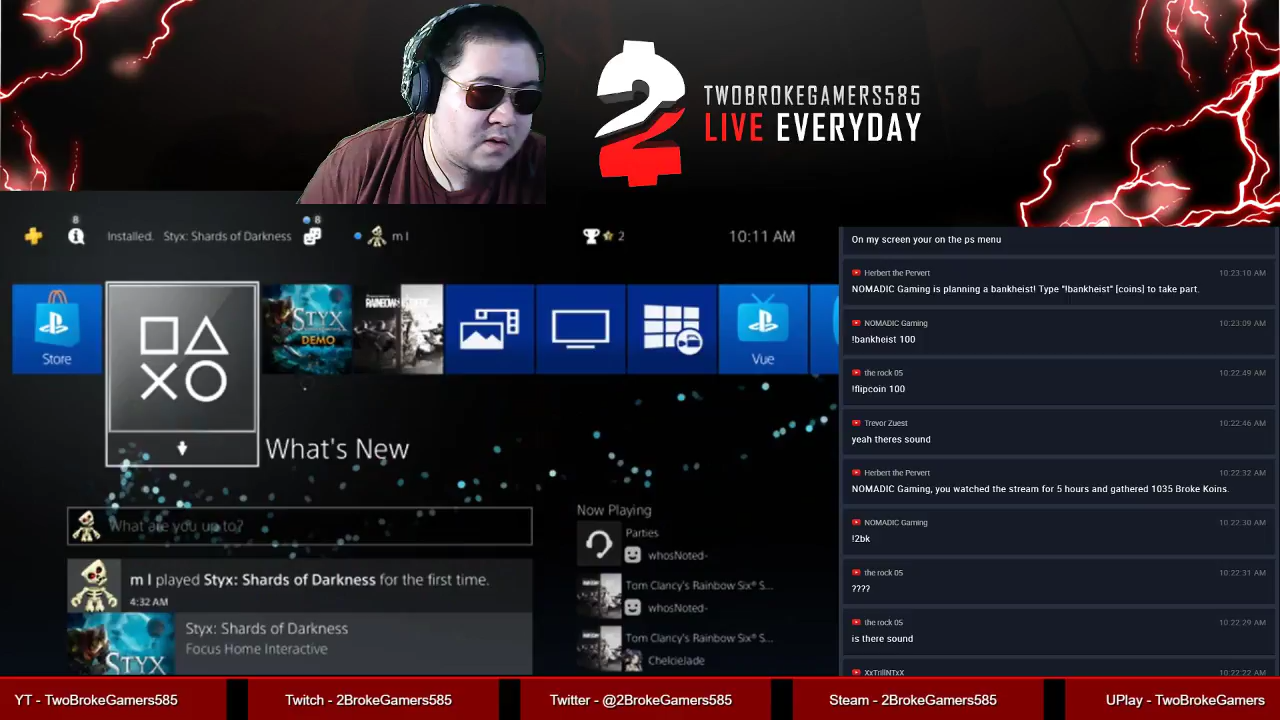 TWOBROKEGAMERS585
LIVE EVERYDAY
8
Installed. Styx: Shards of Darkness
8
m l
2
10:11 AM
Store
STYX
DEMO
RAINBOW
Vue
What's New
What are you up to?
m l played Styx: Shards of Darkness for the first time.
4:32 AM
STYX
Styx: Shards of Darkness
Focus Home Interactive
Now Playing
Parties
whosNoted-
Tom Clancy's Rainbow Six® S...
whosNoted-
Tom Clancy's Rainbow Six® S...
ChelcieJade
On my screen your on the ps menu
Herbert the Pervert 10:23:10 AM
NOMADIC Gaming is planning a bankheist! Type "!bankheist" [coins] to take part.
NOMADIC Gaming 10:23:09 AM
!bankheist 100
the rock 05 10:22:49 AM
!flipcoin 100
Trevor Zuest 10:22:46 AM
yeah theres sound
Herbert the Pervert 10:22:32 AM
NOMADIC Gaming, you watched the stream for 5 hours and gathered 1035 Broke Koins.
NOMADIC Gaming 10:22:30 AM
!2bk
the rock 05 10:22:31 AM
????
the rock 05 10:22:29 AM
is there sound
XxTrillNTxX 10:22:22 AM
YT - TwoBrokeGamers585
Twitch - 2BrokeGamers585
Twitter - @2BrokeGamers585
Steam - 2BrokeGamers585
UPlay - TwoBrokeGamers